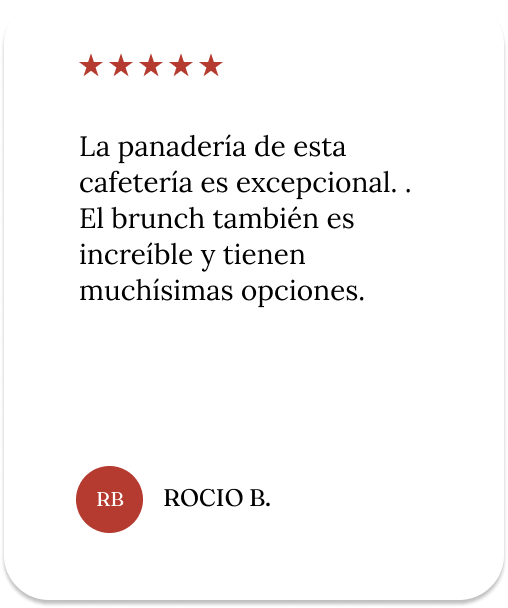 ★★★★★
La panadería de esta
cafetería es excepcional. .
El brunch también es
increíble y tienen
muchísimas opciones.
RB
ROCIO B.